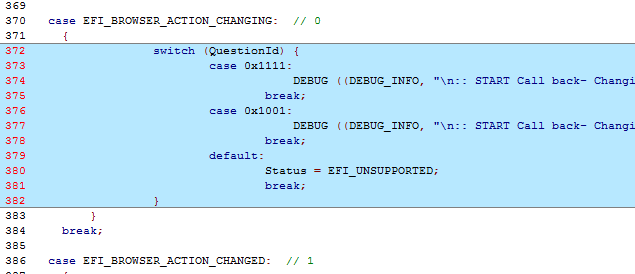 369
370 case EFI_BROWSER_ACTION_CHANGING: // 0
371 {
372 switch (QuestionId) {
373 case 0x1111:
374 DEBUG ((DEBUG_INFO, "\n:: START Call back- Changi
375 break;
376 case 0x1001:
377 DEBUG ((DEBUG_INFO, "\n:: START Call back- Changi
378 break;
379 default:
380 Status = EFI_UNSUPPORTED;
381 break;
382 }
383 }
384 break;
385
386 case EFI_BROWSER_ACTION_CHANGED: // 1